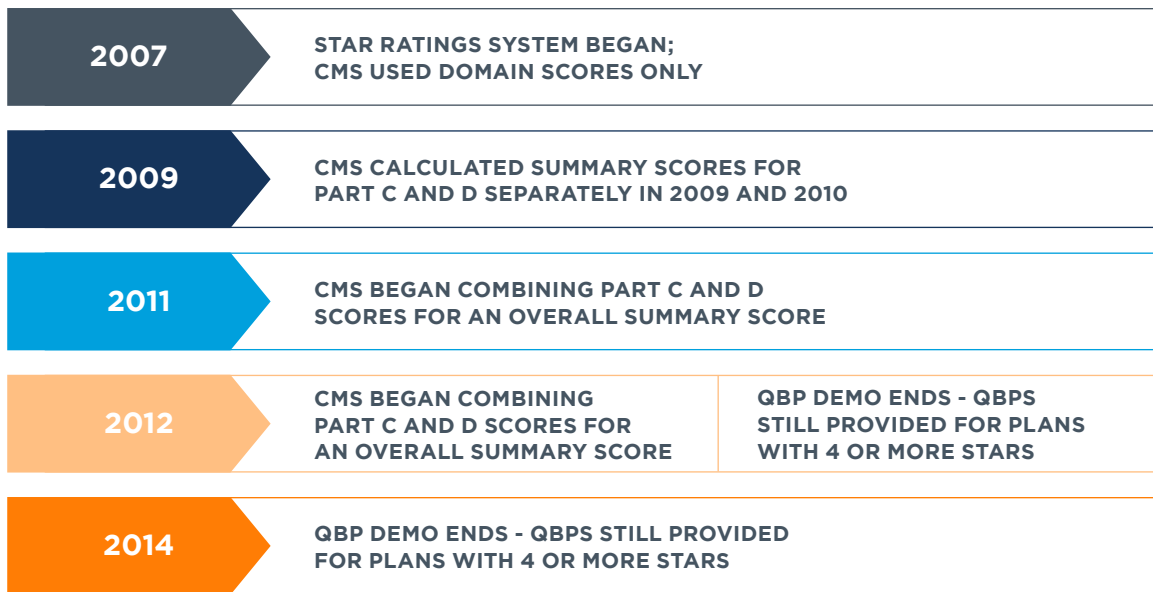 2007
STAR RATINGS SYSTEM BEGAN;
CMS USED DOMAIN SCORES ONLY
2009
CMS CALCULATED SUMMARY SCORES FOR
PART C AND D SEPARATELY IN 2009 AND 2010
2011
CMS BEGAN COMBINING PART C AND D
SCORES FOR AN OVERALL SUMMARY SCORE
2012
CMS BEGAN COMBINING
PART C AND D SCORES FOR
AN OVERALL SUMMARY SCORE
QBP DEMO ENDS - QBPS
STILL PROVIDED FOR PLANS
WITH 4 OR MORE STARS
2014
QBP DEMO ENDS - QBPS STILL PROVIDED
FOR PLANS WITH 4 OR MORE STARS